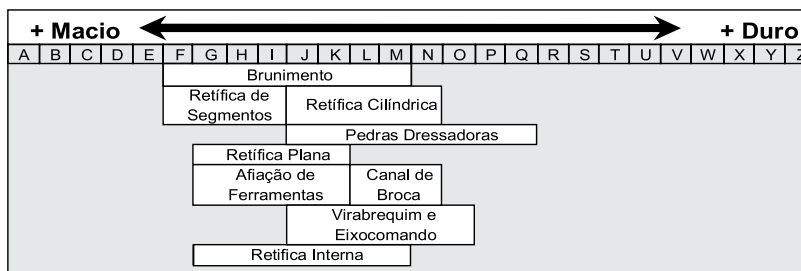 + Macio + Duro
A B C D E F G H I J K L M N O P Q R S T U V W X Y Z
Brunimento
Retífica de
Segmentos
Retífica Cilíndrica
Pedras Dressadoras
Retífica Plana
Afiação de
Ferramentas
Canal de
Broca
Virabrequim e
Eixocomando
Retifica Interna